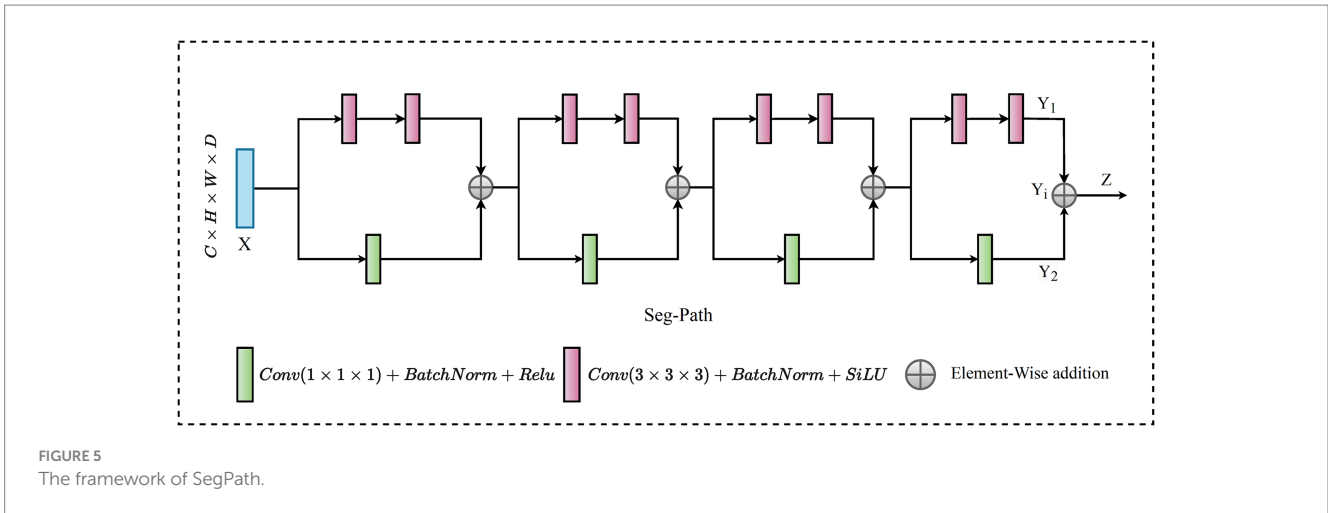 C × H × W × D
X
Y₁
Yᵢ
Z
Y₂
Seg-Path
Conv(1 × 1 × 1) + BatchNorm + Relu
Conv(3 × 3 × 3) + BatchNorm + SiLU
Element-Wise addition
FIGURE 5
The framework of SegPath.